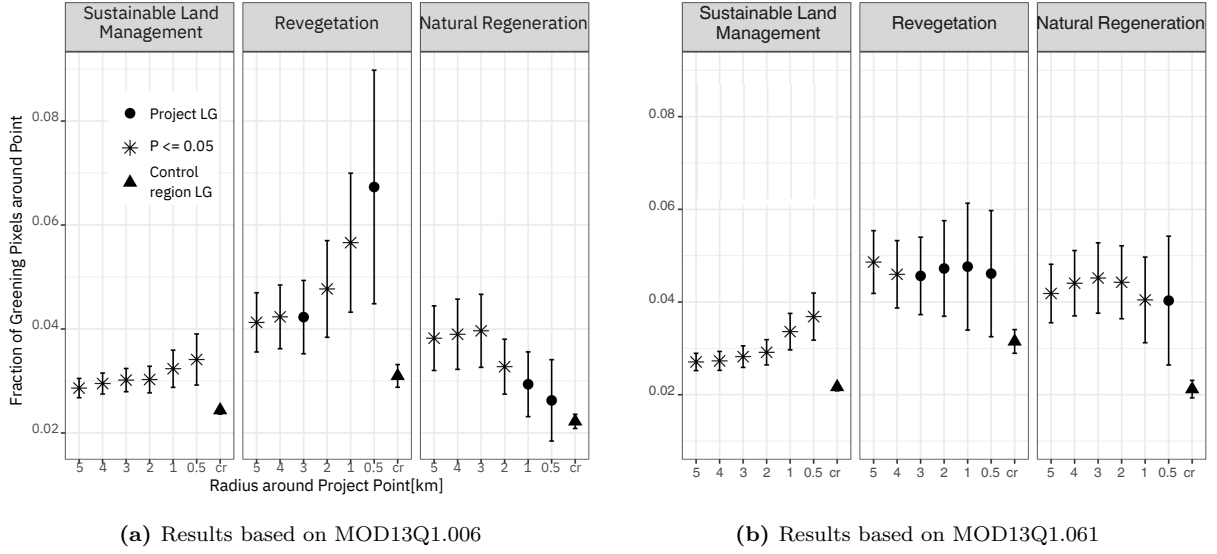 Sustainable Land
Management
Revegetation
Natural Regeneration
Fraction of Greening Pixels around Point
0.08
0.06
0.04
0.02
Project LG
P <= 0.05
Control
region LG
5 4 3 2 1 0.5 cr
5 4 3 2 1 0.5 cr
5 4 3 2 1 0.5 cr
Radius around Project Point[km]
(a) Results based on MOD13Q1.006
Sustainable Land
Management
Revegetation
Natural Regeneration
0.08
0.06
0.04
0.02
5 4 3 2 1 0.5 cr
5 4 3 2 1 0.5 cr
5 4 3 2 1 0.5 cr
(b) Results based on MOD13Q1.061